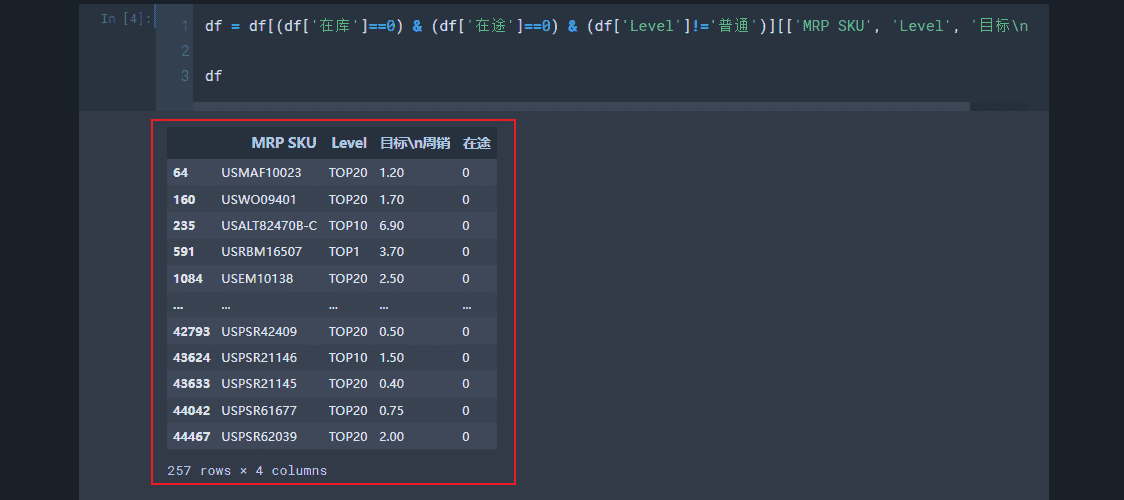 In [4]:
1 df = df[(df['在库']==0) & (df['在途']==0) & (df['Level']!='普通')][['MRP SKU', 'Level', '目标\n
2
3 df
MRP SKU Level 目标\n周销 在途
64 USMAF10023 TOP20 1.20 0
160 USWO09401 TOP20 1.70 0
235 USALT82470B-C TOP10 6.90 0
591 USRBM16507 TOP1 3.70 0
1084 USEM10138 TOP20 2.50 0
... ... ... ... ...
42793 USPSR42409 TOP20 0.50 0
43624 USPSR21146 TOP10 1.50 0
43633 USPSR21145 TOP20 0.40 0
44042 USPSR61677 TOP20 0.75 0
44467 USPSR62039 TOP20 2.00 0
257 rows × 4 columns